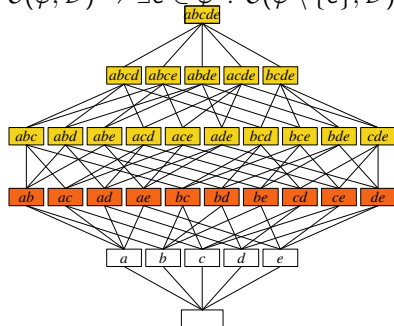 abcde
abcd abce abde acde bcde
abc abd abe acd ace ade bcd bce bde cde
ab ac ad ae bc bd be cd ce de
a b c d e